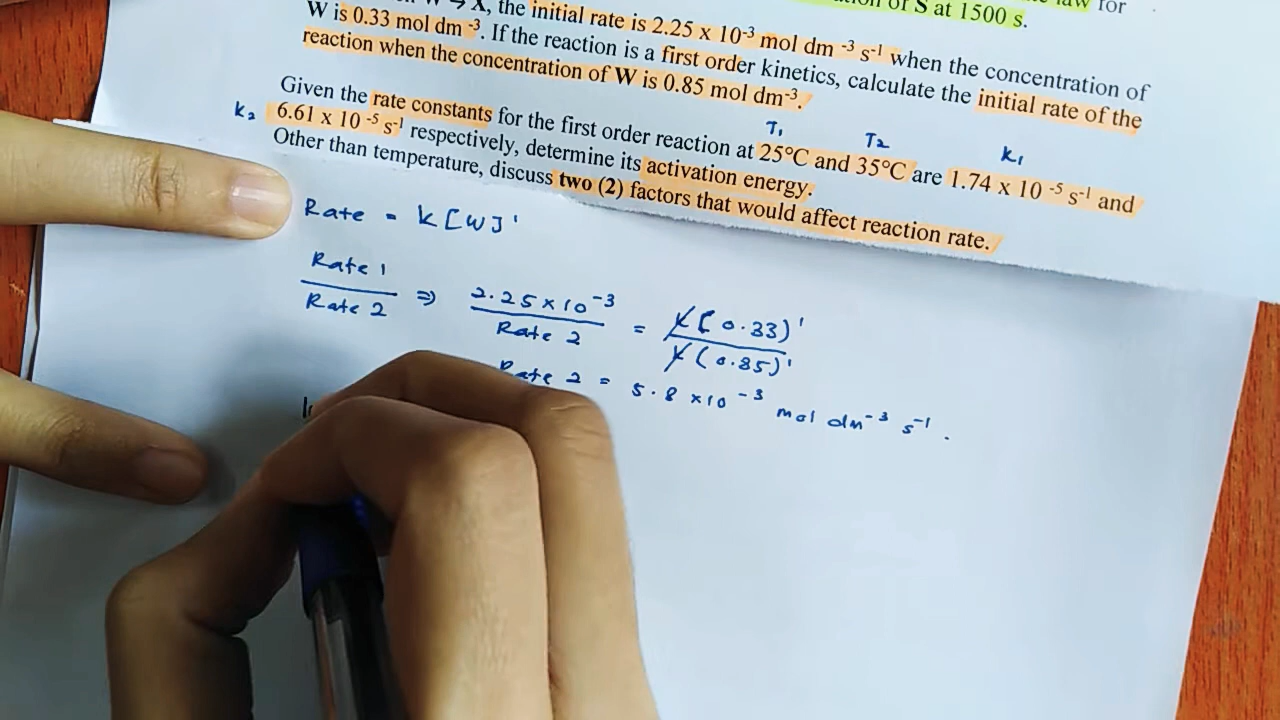 law for
of S at 1500 s.
→ X, the initial rate is 2.25 x 10⁻³ mol dm ⁻³ s⁻¹ when the concentration of
W is 0.33 mol dm ⁻³. If the reaction is a first order kinetics, calculate the initial rate of the
reaction when the concentration of W is 0.85 mol dm⁻³.
T₁ T₂ k₁
Given the rate constants for the first order reaction at 25°C and 35°C are 1.74 x 10 ⁻⁵ s⁻¹ and
k₂ 6.61 x 10 ⁻⁵ s⁻¹ respectively, determine its activation energy.
Other than temperature, discuss two (2) factors that would affect reaction rate.
Rate = k[W]¹
Rate 1 / Rate 2 ⇒ 2.25 x 10⁻³ / Rate 2 = k(0.33)¹ / k(0.85)¹
Rate 2 = 5.8 x10⁻³ mol dm⁻³ s⁻¹.